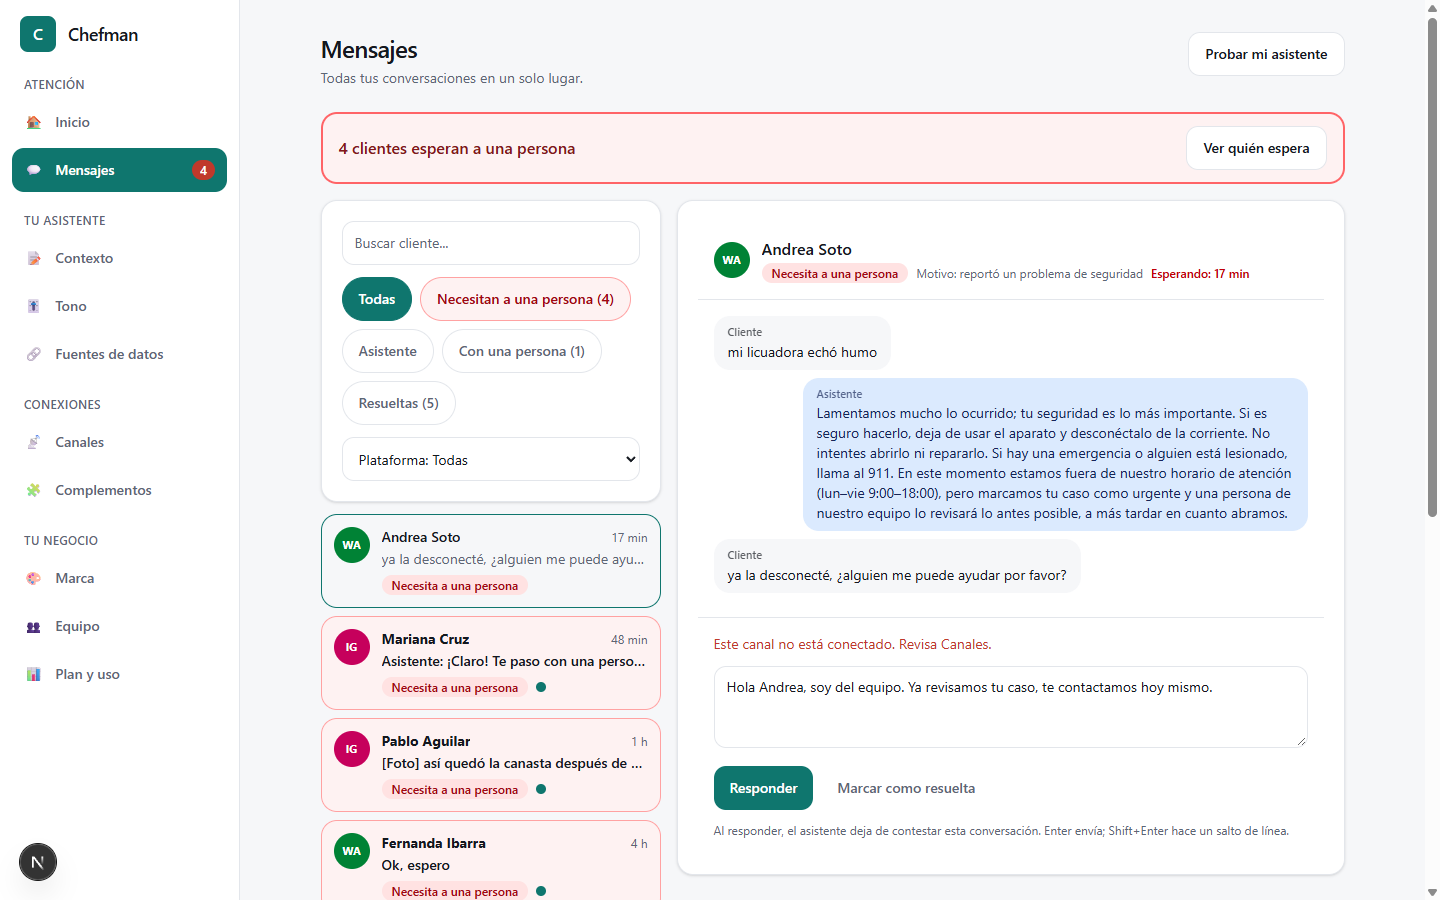 C Chefman
ATENCIÓN
Inicio
Mensajes 4
TU ASISTENTE
Contexto
Tono
Fuentes de datos
CONEXIONES
Canales
Complementos
TU NEGOCIO
Marca
Equipo
Plan y uso
N
Mensajes
Todas tus conversaciones en un solo lugar.
Probar mi asistente
4 clientes esperan a una persona
Ver quién espera
Buscar cliente...
Todas
Necesitan a una persona (4)
Asistente
Con una persona (1)
Resueltas (5)
Plataforma: Todas
WA
Andrea Soto 17 min
ya la desconecté, ¿alguien me puede ayu...
Necesita a una persona
IG
Mariana Cruz 48 min
Asistente: ¡Claro! Te paso con una perso...
Necesita a una persona
IG
Pablo Aguilar 1 h
[Foto] así quedó la canasta después de ...
Necesita a una persona
WA
Fernanda Ibarra 4 h
Ok, espero
Necesita a una persona
WA
Andrea Soto
Necesita a una persona Motivo: reportó un problema de seguridad Esperando: 17 min
Cliente
mi licuadora echó humo
Asistente
Lamentamos mucho lo ocurrido; tu seguridad es lo más importante. Si es
seguro hacerlo, deja de usar el aparato y desconéctalo de la corriente. No
intentes abrirlo ni repararlo. Si hay una emergencia o alguien está lesionado,
llama al 911. En este momento estamos fuera de nuestro horario de atención
(lun–vie 9:00–18:00), pero marcamos tu caso como urgente y una persona de
nuestro equipo lo revisará lo antes posible, a más tardar en cuanto abramos.
Cliente
ya la desconecté, ¿alguien me puede ayudar por favor?
Este canal no está conectado. Revisa Canales.
Hola Andrea, soy del equipo. Ya revisamos tu caso, te contactamos hoy mismo.
Responder
Marcar como resuelta
Al responder, el asistente deja de contestar esta conversación. Enter envía; Shift+Enter hace un salto de línea.